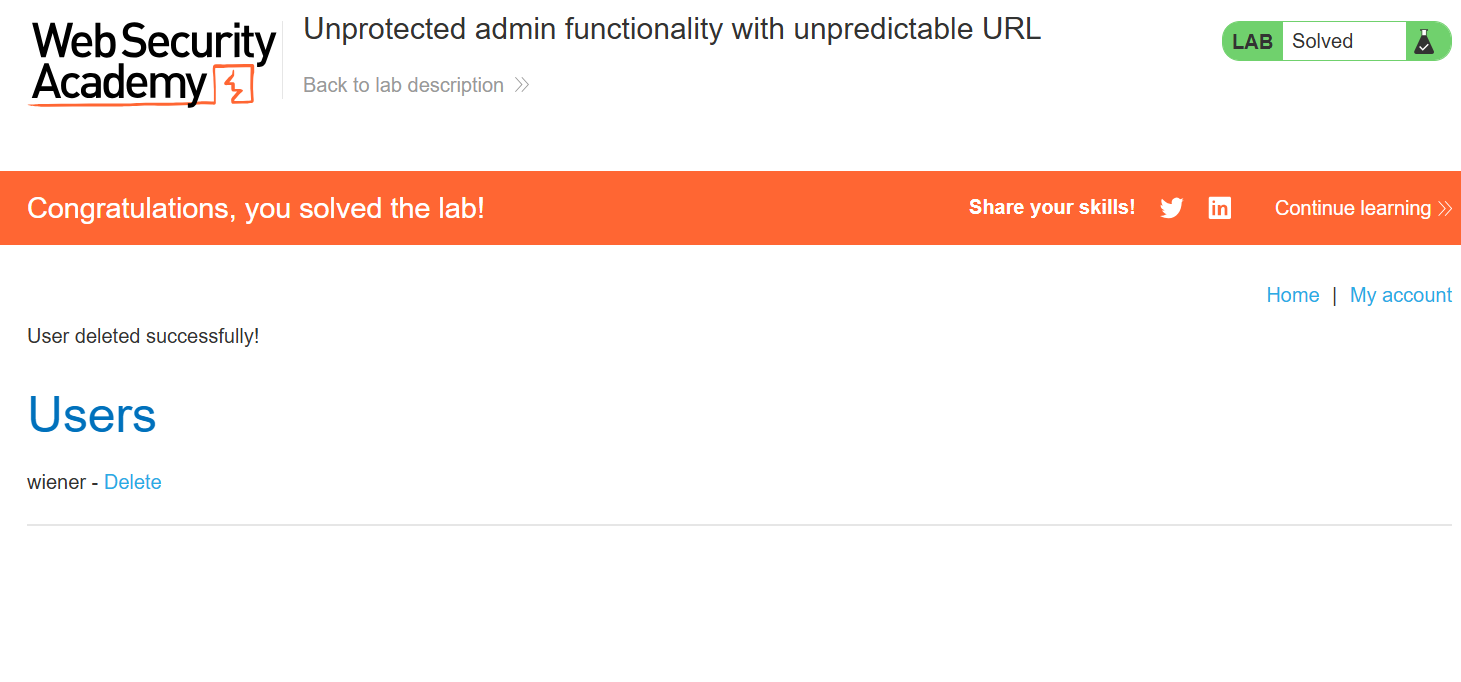 Web Security
Academy
Unprotected admin functionality with unpredictable URL
Back to lab description
LAB Solved
Congratulations, you solved the lab!
Share your skills!
in
Continue learning
Home | My account
User deleted successfully!
Users
wiener - Delete